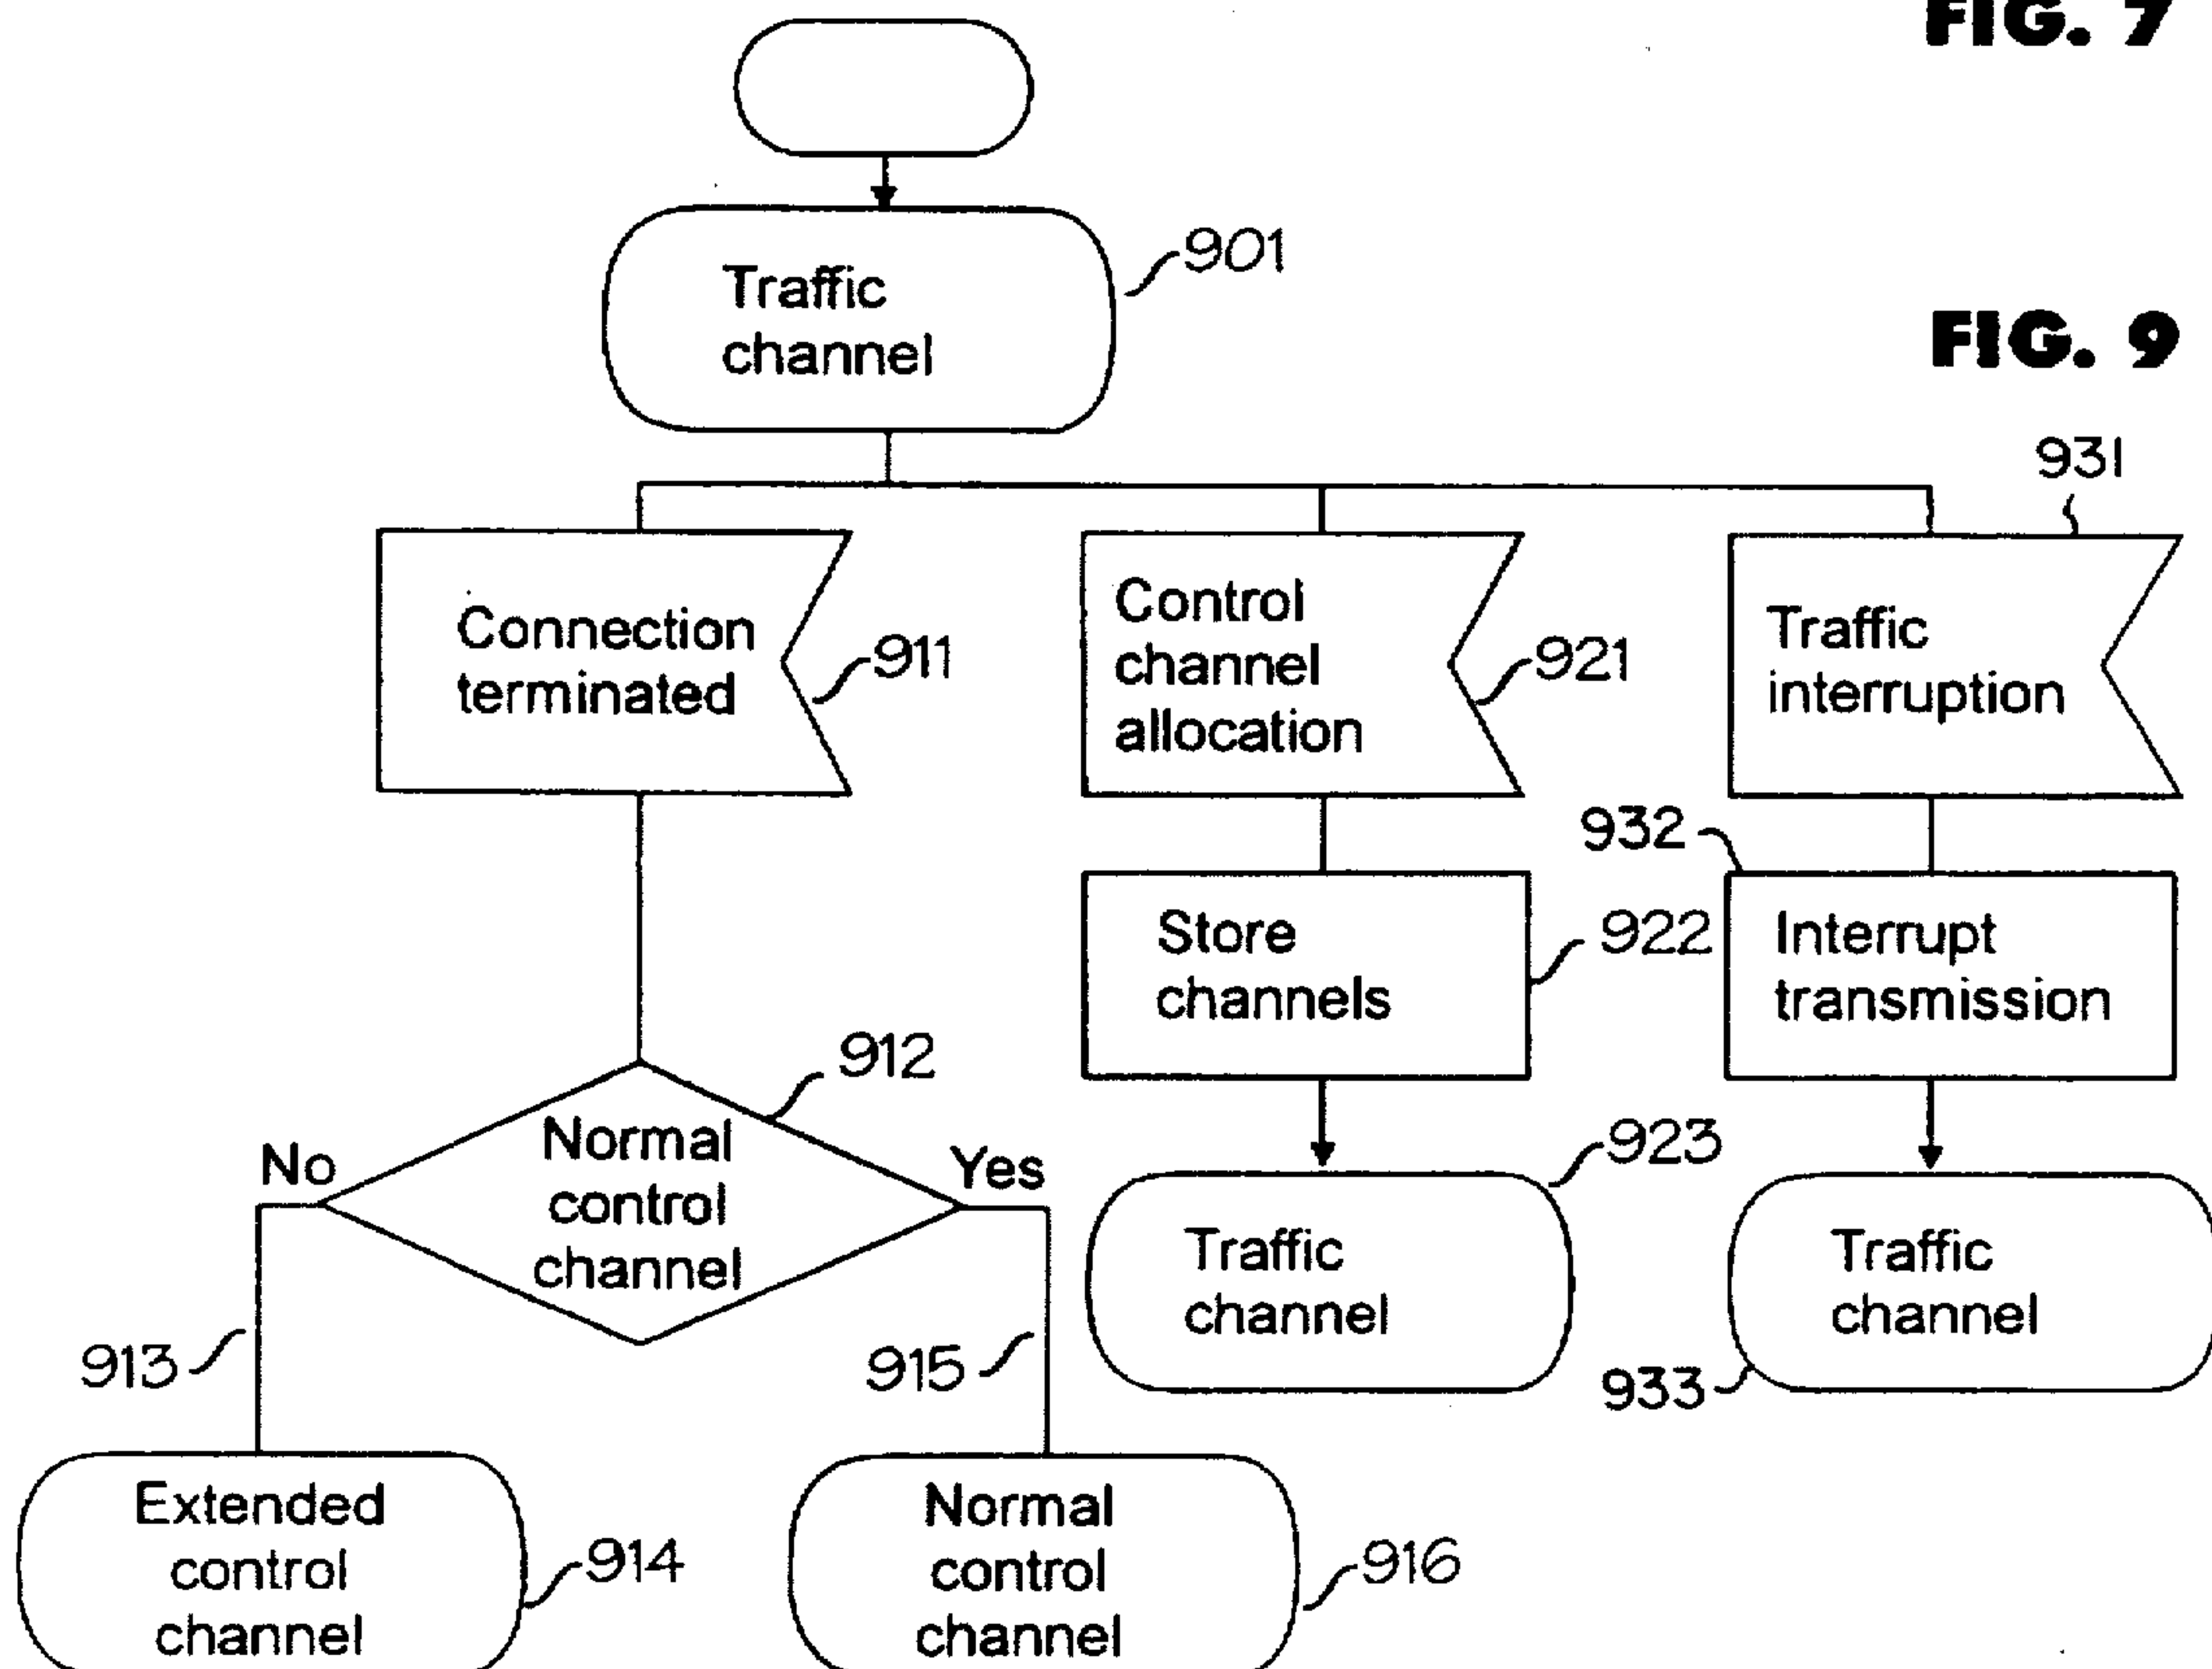 FIG. 7
Traffic
channel
901
FIG. 9
931
Connection
terminated
911
Control
channel
allocation
921
Traffic
interruption
932
Store
channels
922
Interrupt
transmission
912
Normal
control
channel
No
Yes
923
Traffic
channel
Traffic
channel
913
915
933
Extended
control
channel
914
Normal
control
channel
916